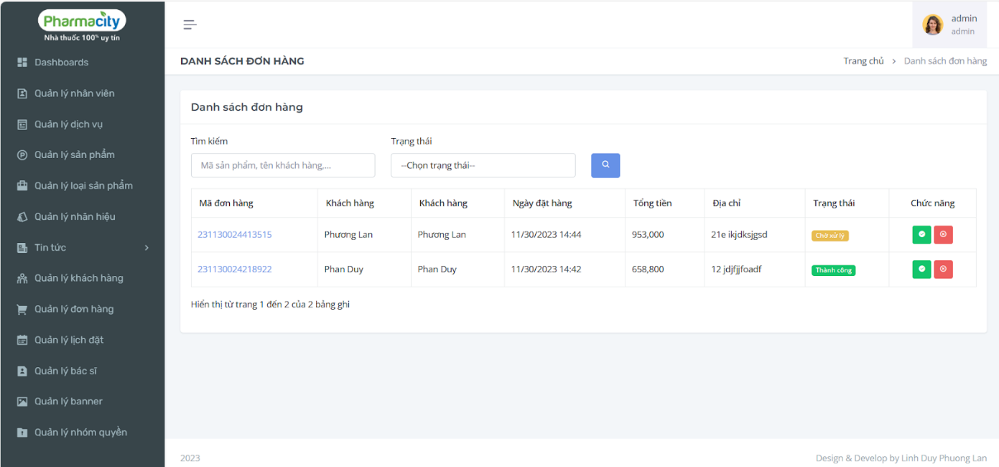 Pharmacity
Nhà thuốc 100% uy tín
Dashboards
Quản lý nhân viên
Quản lý dịch vụ
Quản lý sản phẩm
Quản lý loại sản phẩm
Quản lý nhãn hiệu
Tin tức
Quản lý khách hàng
Quản lý đơn hàng
Quản lý lịch đặt
Quản lý bác sĩ
Quản lý banner
Quản lý nhóm quyền
admin
admin
DANH SÁCH ĐƠN HÀNG
Trang chủ > Danh sách đơn hàng
Danh sách đơn hàng
Tìm kiếm Trạng thái
Mã sản phẩm, tên khách hàng,... --Chọn trạng thái--
Mã đơn hàng Khách hàng Khách hàng Ngày đặt hàng Tổng tiền Địa chỉ Trạng thái Chức năng
231130024413515 Phương Lan Phương Lan 11/30/2023 14:44 953,000 21e ikjdksjgsd Chờ xử lý
231130024218922 Phan Duy Phan Duy 11/30/2023 14:42 658,800 12 jdjfjjfoadf Thành công
Hiển thị từ trang 1 đến 2 của 2 bảng ghi
2023 Design & Develop by Linh Duy Phuong Lan